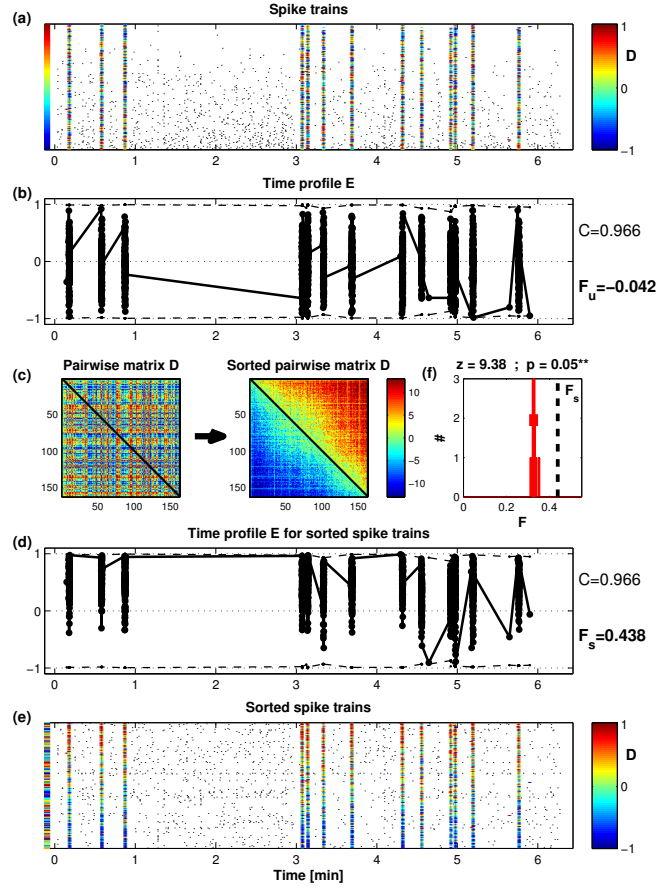 (a)
Spike trains
1
D
0
−1
0 1 2 3 4 5 6
(b)
Time profile E
1
0
−1
C=0.966
F_u=−0.042
0 1 2 3 4 5 6
(c)
Pairwise matrix D
50
100
150
50 100 150
Sorted pairwise matrix D
50
100
150
50 100 150
10
5
0
−5
−10
(f)
z = 9.38 ; p = 0.05**
3
2
1
0
#
F_s
0 0.2 0.4
F
(d)
Time profile E for sorted spike trains
1
0
−1
C=0.966
F_s=0.438
0 1 2 3 4 5 6
(e)
Sorted spike trains
1
D
0
−1
0 1 2 3 4 5 6
Time [min]